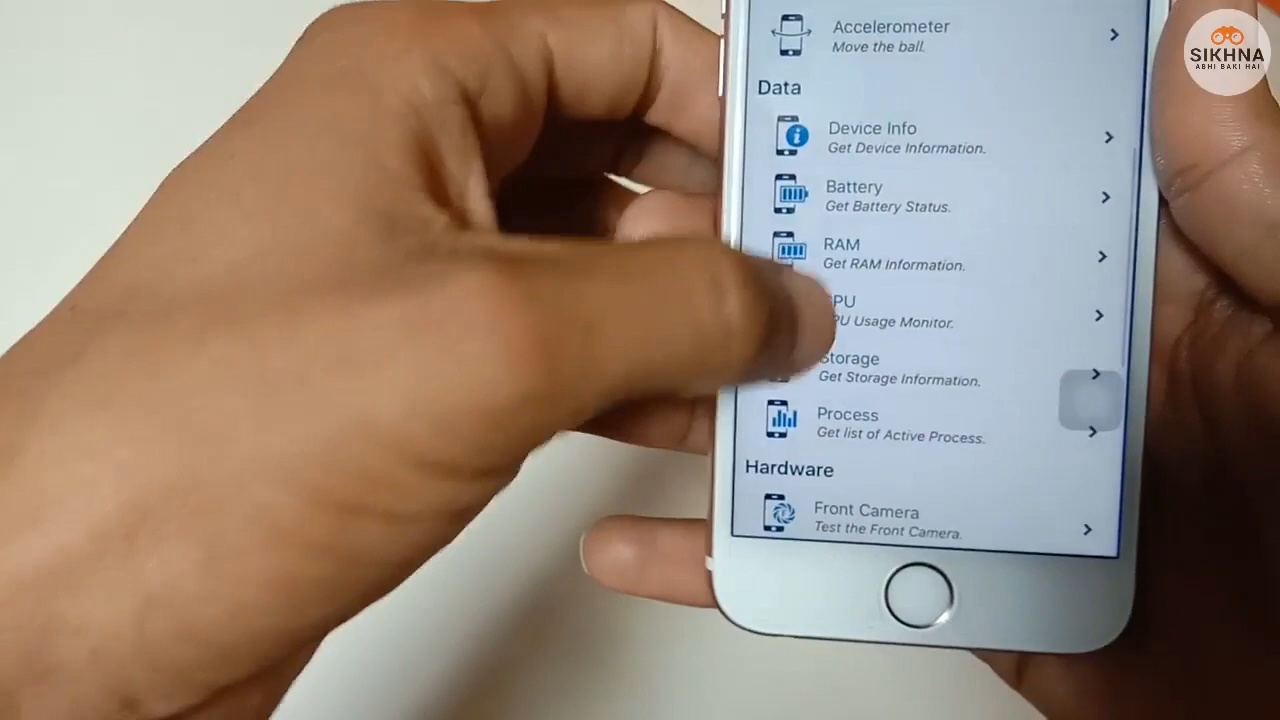 SIKHNA
ABHI BAKI HAI
Accelerometer
Move the ball.
Data
Device Info
Get Device Information.
Battery
Get Battery Status.
RAM
Get RAM Information.
Usage Monitor.
Storage
Get Storage Information.
Process
Get list of Active Process.
Hardware
Front Camera
Test the Front Camera.